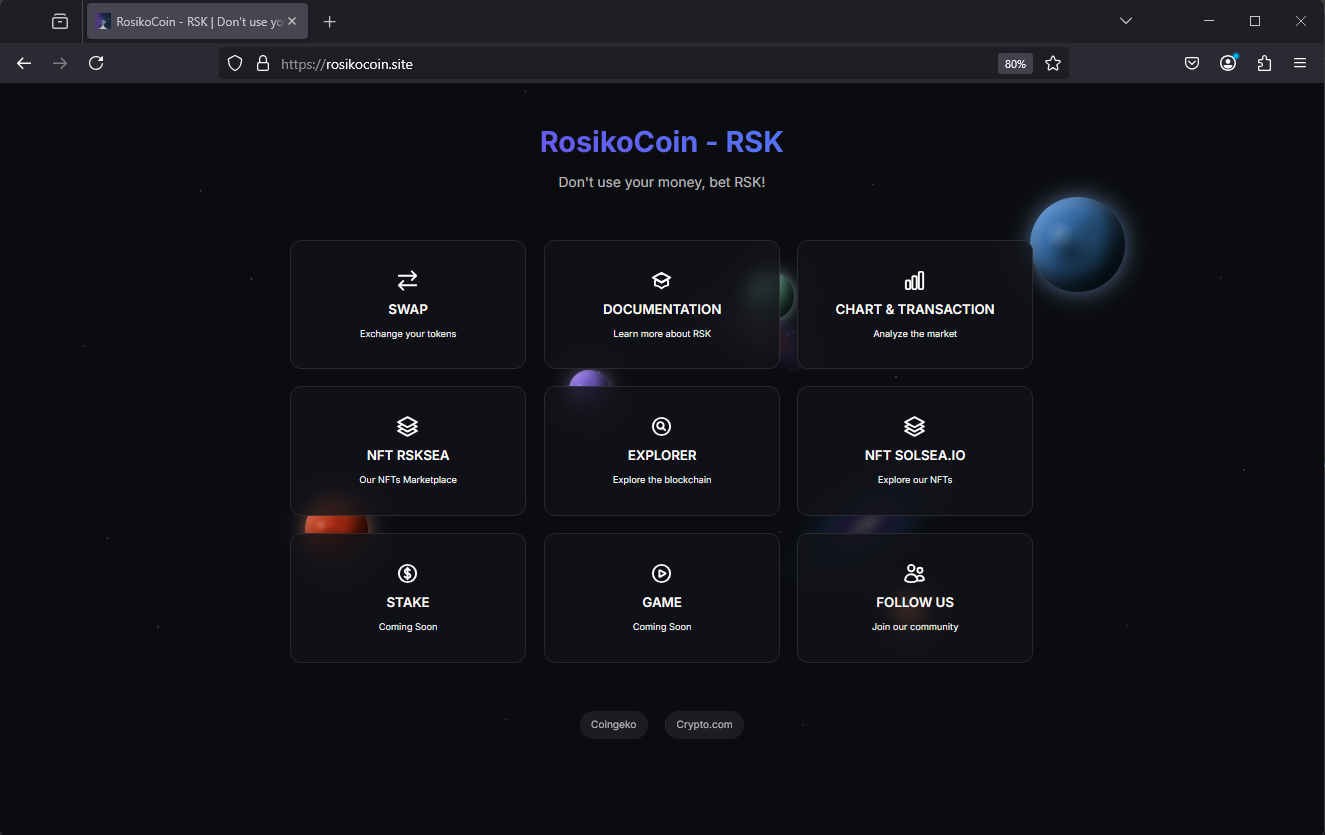 RosikoCoin - RSK | Don't use yo
https://rosikocoin.site
80%
RosikoCoin - RSK
Don't use your money, bet RSK!
SWAP
Exchange your tokens
DOCUMENTATION
Learn more about RSK
CHART & TRANSACTION
Analyze the market
NFT RSKSEA
Our NFTs Marketplace
EXPLORER
Explore the blockchain
NFT SOLSEA.IO
Explore our NFTs
STAKE
Coming Soon
GAME
Coming Soon
FOLLOW US
Join our community
Coingeko
Crypto.com